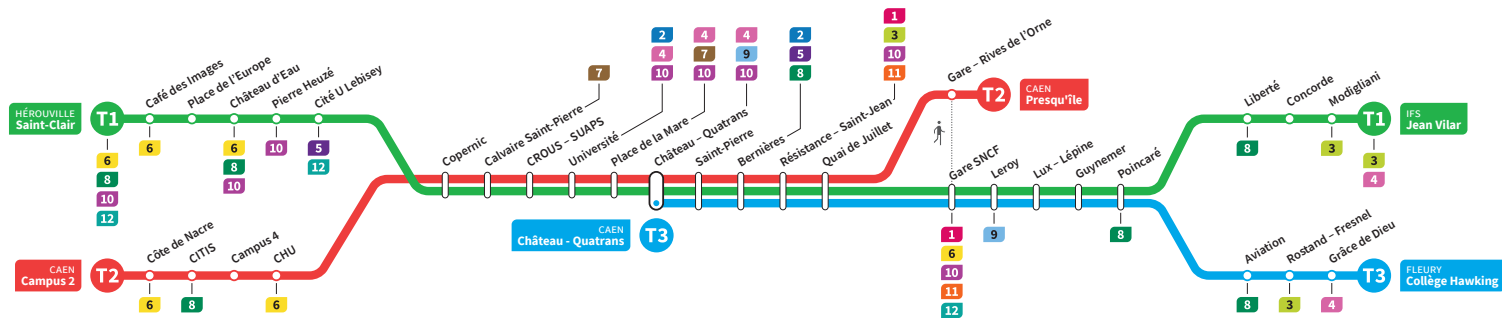 HÉROUVILLE
Saint-Clair
T1
6
8
10
12
Café des Images
6
Place de l'Europe
Château d'Eau
6
8
10
Pierre Heuzé
10
Cité U Lebisey
5
12
CAEN
Campus 2
T2
Côte de Nacre
6
CITIS
8
Campus 4
CHU
6
Copernic
Calvaire Saint-Pierre
7
CROUS – SUAPS
Université
2
4
10
Place de la Mare
4
7
10
Château – Quatrans
4
9
10
CAEN
Château - Quatrans
T3
Saint-Pierre
Bernières
2
5
8
Résistance – Saint-Jean
1
3
10
11
Quai de Juillet
Gare – Rives de l'Orne
T2
CAEN
Presqu'île
Gare SNCF
1
6
10
11
12
Leroy
9
Lux – Lépine
Guynemer
Poincaré
8
Liberté
8
Concorde
Modigliani
3
T1
3
4
IFS
Jean Vilar
Aviation
8
Rostand – Fresnel
3
Grâce de Dieu
4
T3
FLEURY
Collège Hawking